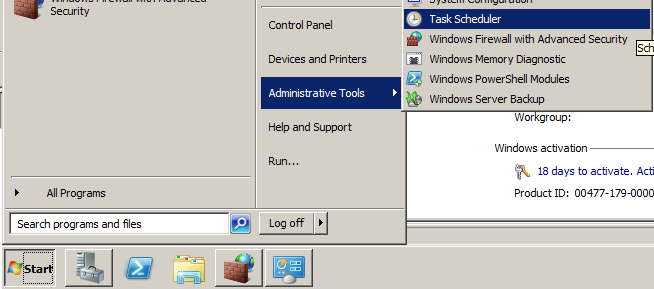 Windows Firewall with Advanced
Security
Control Panel
Devices and Printers
Administrative Tools
Help and Support
Run...
All Programs
Search programs and files
Log off
Start
System Configuration
Task Scheduler
Windows Firewall with Advanced Security
Sch
Windows Memory Diagnostic
Windows PowerShell Modules
Windows Server Backup
Workgroup:
Windows activation
18 days to activate. Acti
Product ID: 00477-179-0000